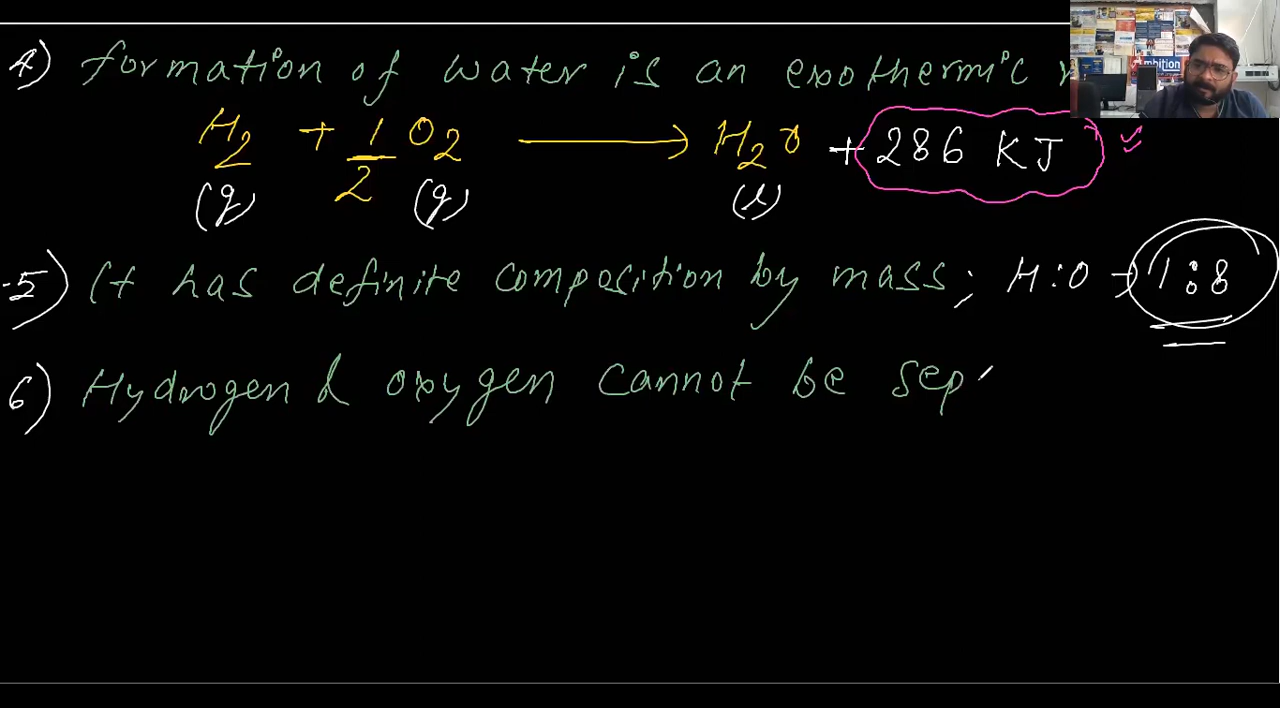 4) formation of water is an exothermic r
H2 + 1/2 O2 → H2O + 286 KJ
(g) (g) (l)
5) It has definite composition by mass; H:O → 1:8
6) Hydrogen & oxygen cannot be sep
mbition